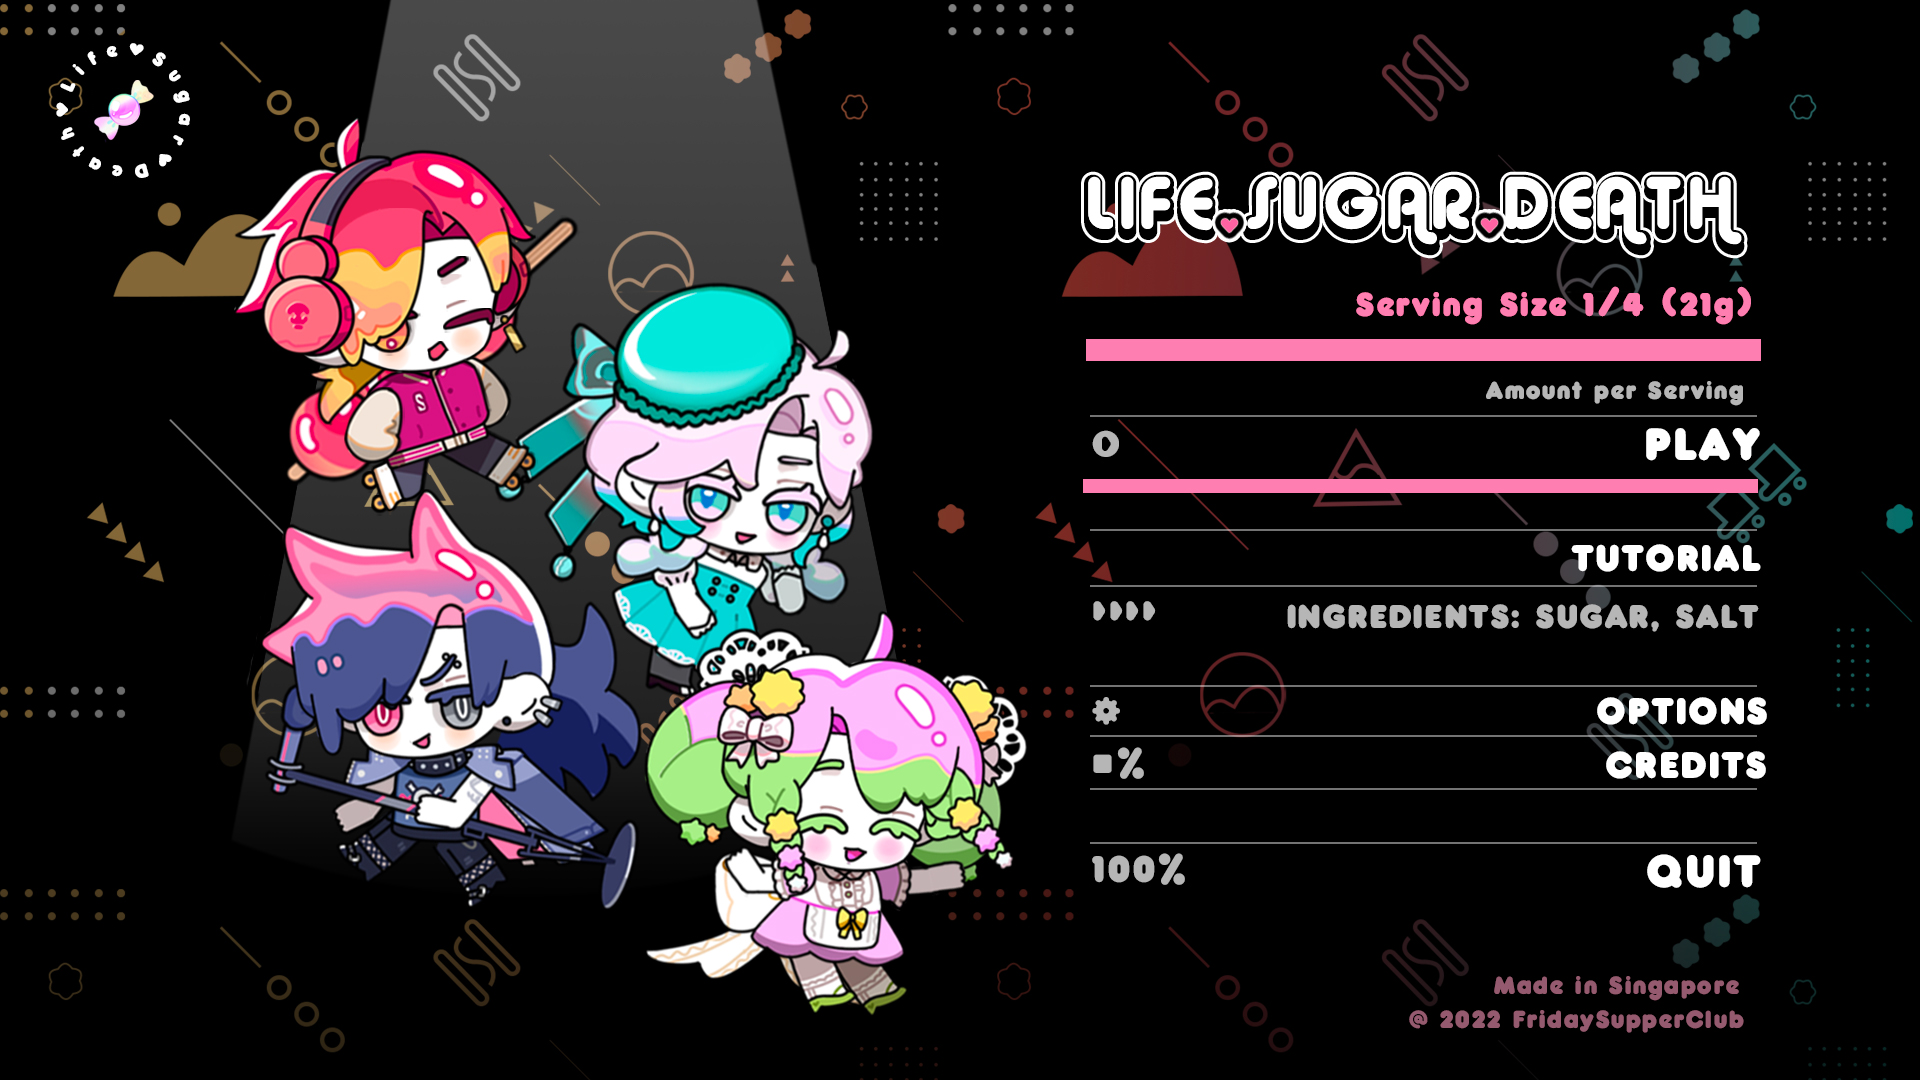 Life♥Sugar♥Death♥
LIFE♥SUGAR♥DEATH
Serving Size 1/4 (21g)
Amount per Serving
0 PLAY
TUTORIAL
INGREDIENTS: SUGAR, SALT
OPTIONS
% CREDITS
100% QUIT
Made in Singapore
@ 2022 FridaySupperClub
S